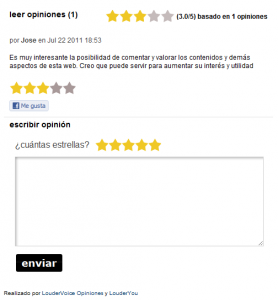 leer opiniones (1)
(3.0/5) basado en 1 opiniones
por Jose en Jul 22 2011 18:53
Es muy interesante la posibilidad de comentar y valorar los contenidos y demás
aspectos de esta web. Creo que puede servir para aumentar su interés y utilidad
Me gusta
escribir opinión
¿cuántas estrellas?
enviar
Realizado por LouderVoice Opiniones y LouderYou